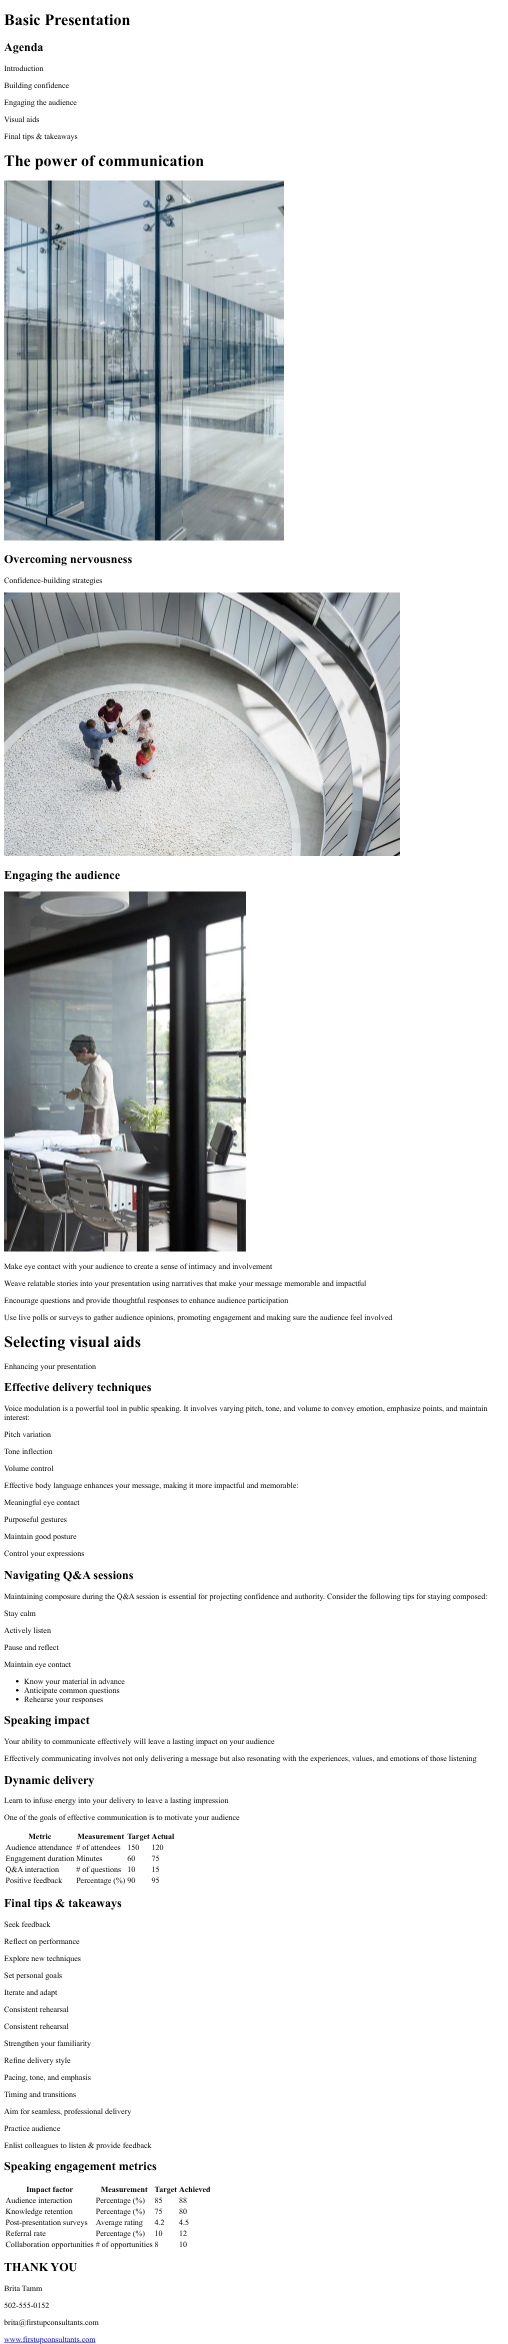 Basic Presentation
Agenda
Introduction
Building confidence
Engaging the audience
Visual aids
Final tips & takeaways
The power of communication
Overcoming nervousness
Confidence-building strategies
Engaging the audience
Make eye contact with your audience to create a sense of intimacy and involvement
Weave relatable stories into your presentation using narratives that make your message memorable and impactful
Encourage questions and provide thoughtful responses to enhance audience participation
Use live polls or surveys to gather audience opinions, promoting engagement and making sure the audience feel involved
Selecting visual aids
Enhancing your presentation
Effective delivery techniques
Voice modulation is a powerful tool in public speaking. It involves varying pitch, tone, and volume to convey emotion, emphasize points, and maintain
interest:
Pitch variation
Tone inflection
Volume control
Effective body language enhances your message, making it more impactful and memorable:
Meaningful eye contact
Purposeful gestures
Maintain good posture
Control your expressions
Navigating Q&A sessions
Maintaining composure during the Q&A session is essential for projecting confidence and authority. Consider the following tips for staying composed:
Stay calm
Actively listen
Pause and reflect
Maintain eye contact
• Know your material in advance
• Anticipate common questions
• Rehearse your responses
Speaking impact
Your ability to communicate effectively will leave a lasting impact on your audience
Effectively communicating involves not only delivering a message but also resonating with the experiences, values, and emotions of those listening
Dynamic delivery
Learn to infuse energy into your delivery to leave a lasting impression
One of the goals of effective communication is to motivate your audience
Metric Measurement Target Actual
Audience attendance # of attendees 150 120
Engagement duration Minutes 60 75
Q&A interaction # of questions 10 15
Positive feedback Percentage (%) 90 95
Final tips & takeaways
Seek feedback
Reflect on performance
Explore new techniques
Set personal goals
Iterate and adapt
Consistent rehearsal
Consistent rehearsal
Strengthen your familiarity
Refine delivery style
Pacing, tone, and emphasis
Timing and transitions
Aim for seamless, professional delivery
Practice audience
Enlist colleagues to listen & provide feedback
Speaking engagement metrics
Impact factor Measurement Target Achieved
Audience interaction Percentage (%) 85 88
Knowledge retention Percentage (%) 75 80
Post-presentation surveys Average rating 4.2 4.5
Referral rate Percentage (%) 10 12
Collaboration opportunities # of opportunities 8 10
THANK YOU
Brita Tamm
502-555-0152
brita@firstupconsultants.com
www.firstupconsultants.com